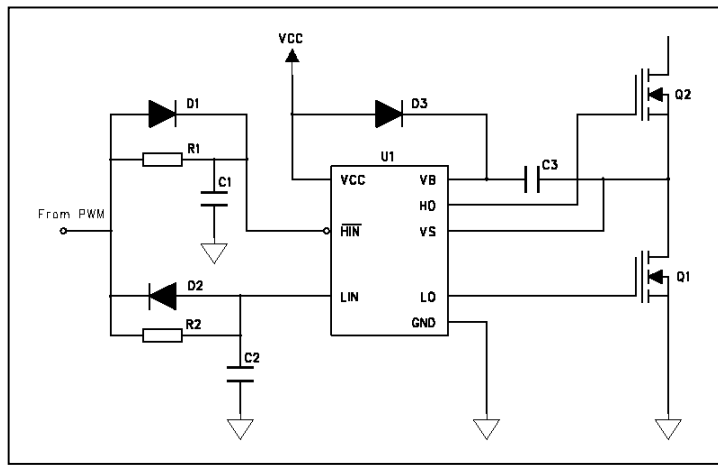 VCC
D1
D3
Q2
R1
U1
C1
C3
VCC
VB
HO
From PWM
HIN
VS
D2
Q1
LIN
LO
R2
GND
C2